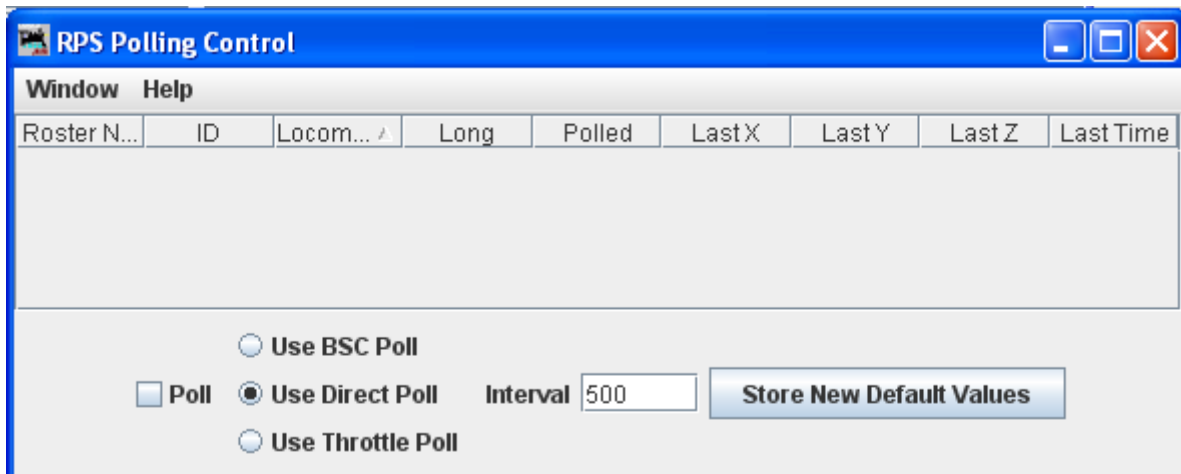 RPS Polling Control
Window Help
Roster N... ID Locom... Long Polled Last X Last Y Last Z Last Time
Use BSC Poll
Poll Use Direct Poll Interval 500 Store New Default Values
Use Throttle Poll